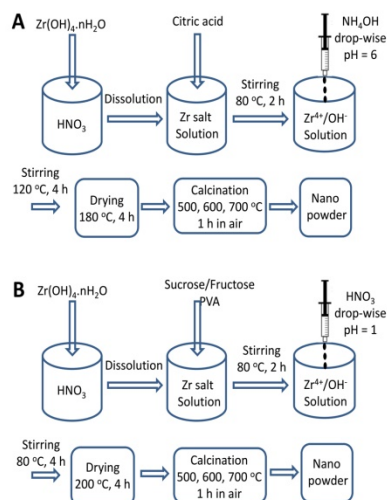 A
Zr(OH)₄.nH₂O
Citric acid
NH₄OH
drop-wise
pH = 6
Dissolution
Stirring
80 °C, 2 h
HNO₃
Zr salt
Solution
Zr⁴⁺/OH⁻
Solution
Stirring
120 °C, 4 h
Drying
180 °C, 4 h
Calcination
500, 600, 700 °C
1 h in air
Nano
powder
B
Zr(OH)₄.nH₂O
Sucrose/Fructose
PVA
HNO₃
drop-wise
pH = 1
Dissolution
Stirring
80 °C, 2 h
HNO₃
Zr salt
Solution
Zr⁴⁺/OH⁻
Solution
Stirring
80 °C, 4 h
Drying
200 °C, 4 h
Calcination
500, 600, 700 °C
1 h in air
Nano
powder